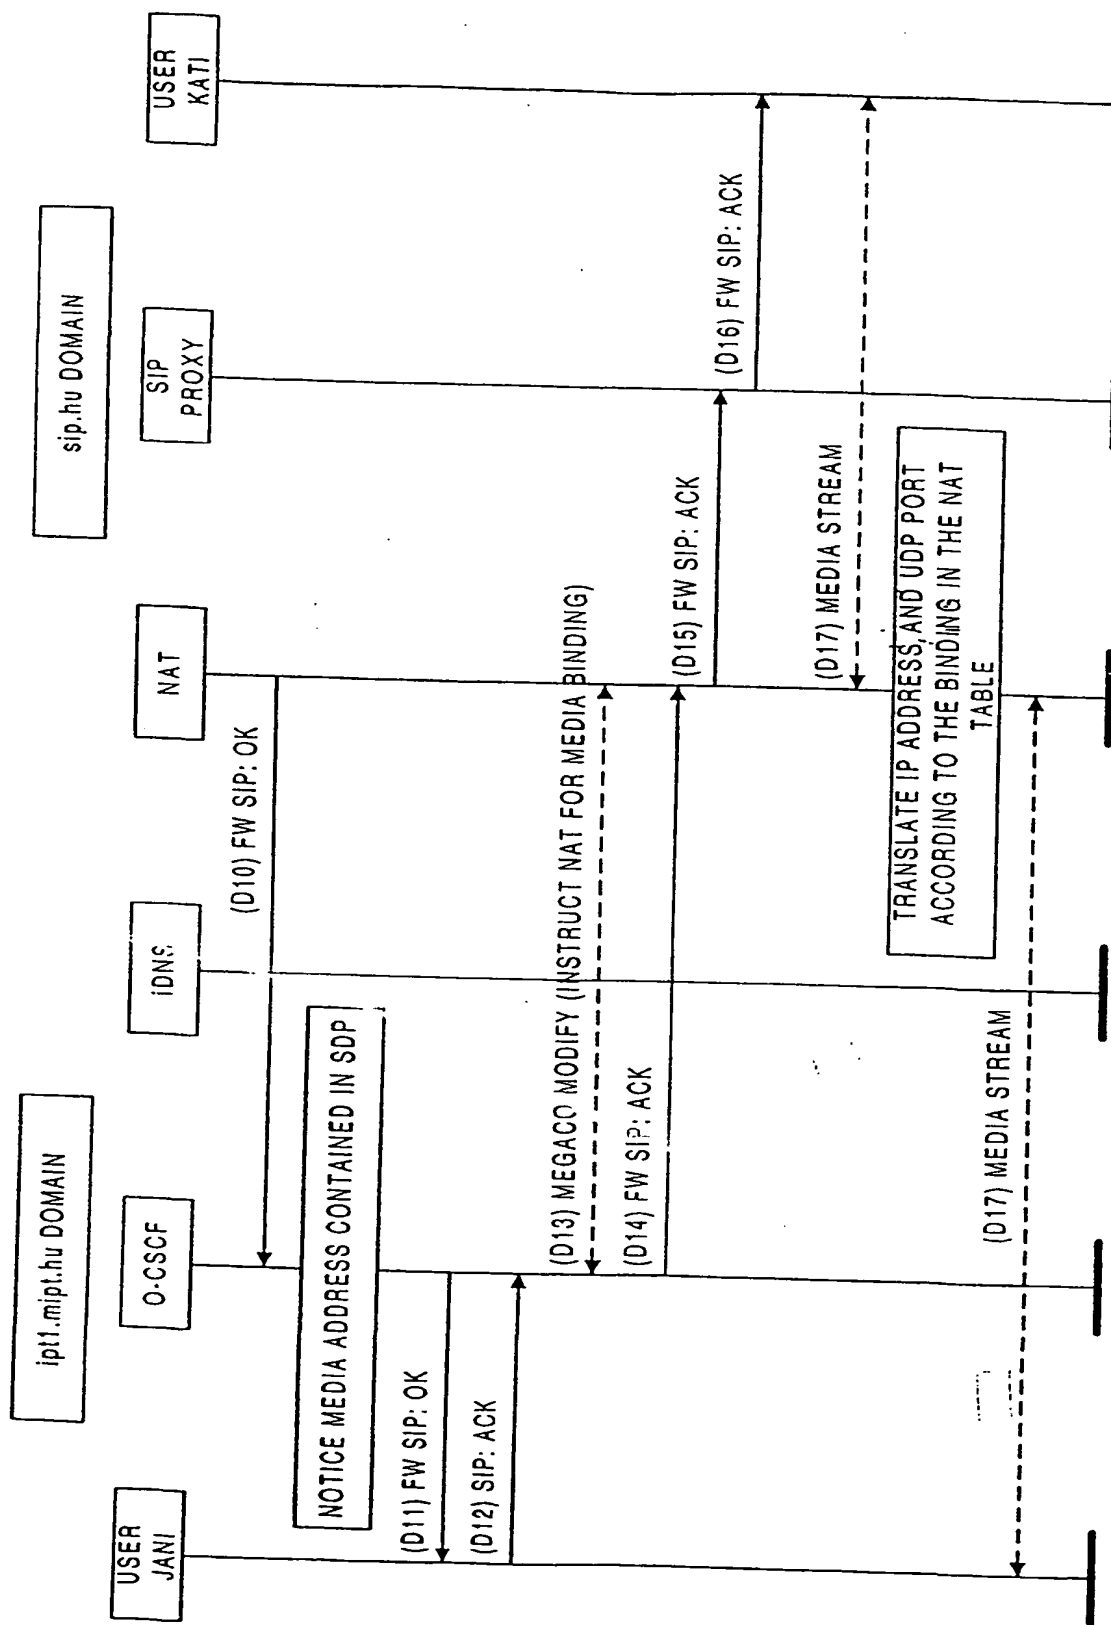 ipt1.mipt.hu DOMAIN
sip.hu DOMAIN
USER
JANI
O-CSCF
iDNS
NAT
SIP
PROXY
USER
KATI
(D10) FW SIP: OK
NOTICE MEDIA ADDRESS CONTAINED IN SDP
(D11) FW SIP: OK
(D12) SIP: ACK
(D13) MEGACO MODIFY (INSTRUCT NAT FOR MEDIA BINDING)
(D14) FW SIP: ACK
(D15) FW SIP: ACK
(D16) FW SIP: ACK
(D17) MEDIA STREAM
TRANSLATE IP ADDRESS, AND UDP PORT
ACCORDING TO THE BINDING IN THE NAT
TABLE
(D17) MEDIA STREAM